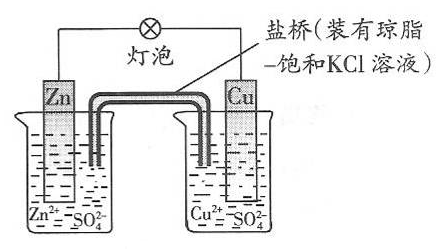 盐桥(装有琼脂
-饱和KCl溶液)
灯泡
Zn
Cu
Zn²⁺ SO₄²⁻
Cu²⁺ SO₄²⁻